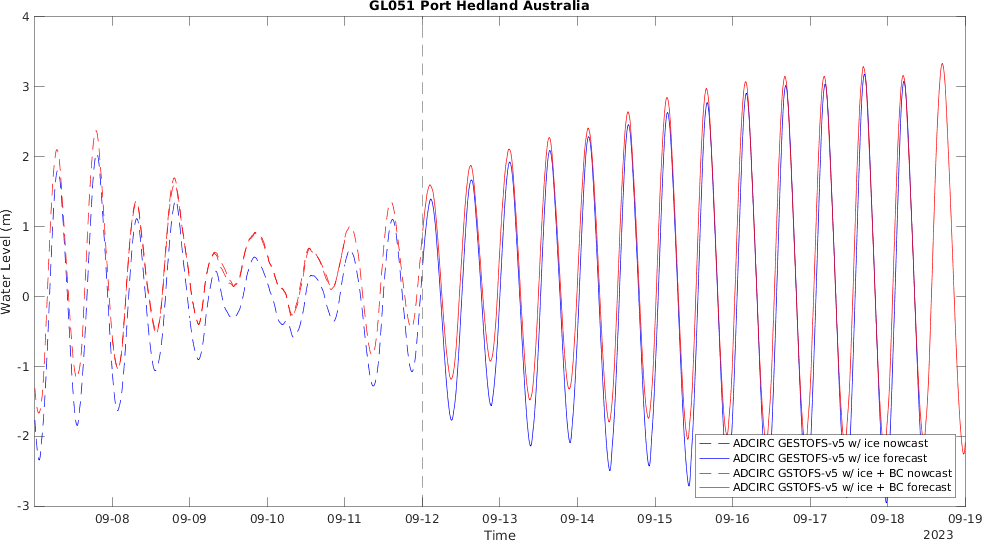 GL051 Port Hedland Australia
4
3
2
1
0
-1
-2
-3
Water Level (m)
ADCIRC GESTOFS-v5 w/ ice nowcast
ADCIRC GESTOFS-v5 w/ ice forecast
ADCIRC GSTOFS-v5 w/ ice + BC nowcast
ADCIRC GSTOFS-v5 w/ ice + BC forecast
09-08 09-09 09-10 09-11 09-12 09-13 09-14 09-15 09-16 09-17 09-18 09-19
Time
2023